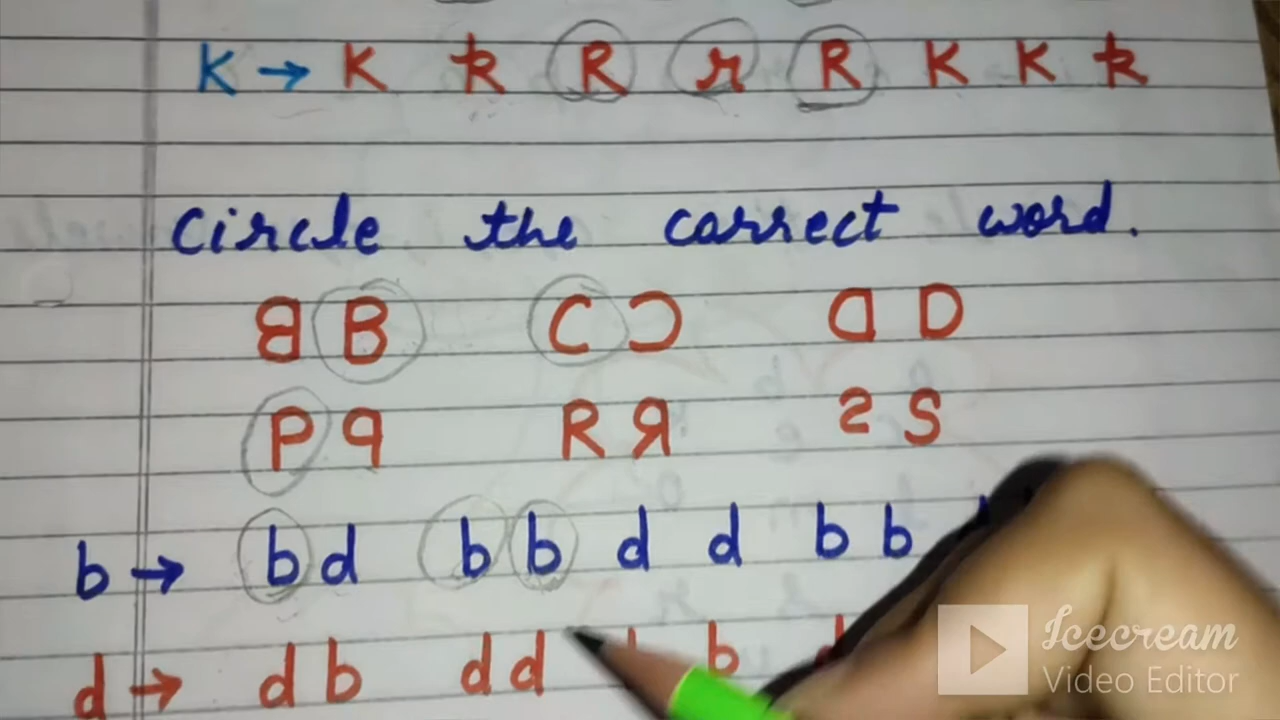 K → K k R r R K K k
Circle the correct word.
B B C C D D
P P R R S S
b → b d b b d d b b
d → d b d d b
Icecream
Video Editor